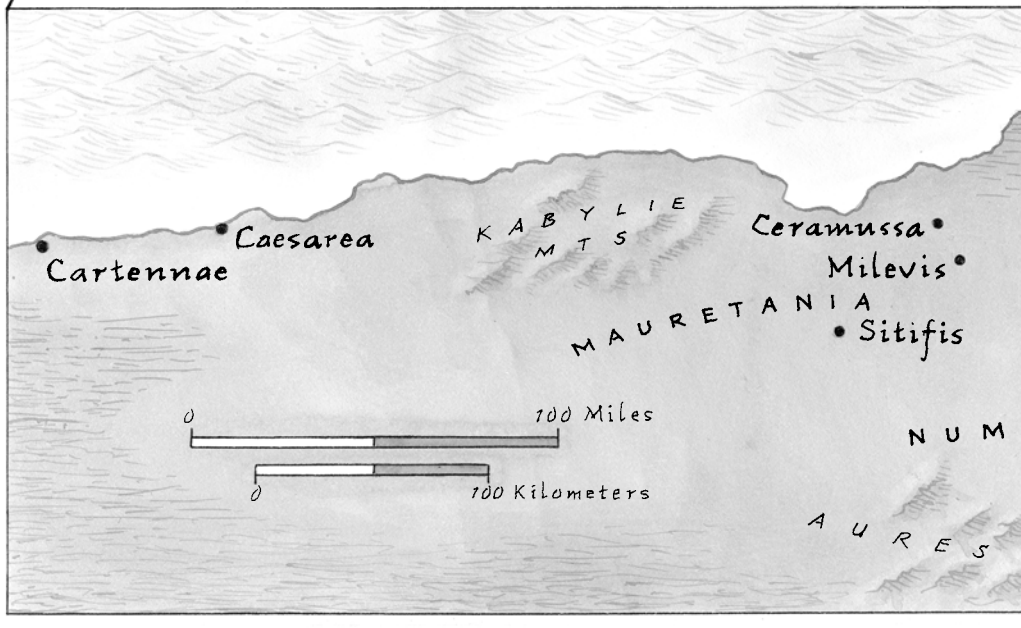 KABYLIE
MTS
Ceramussa
Caesarea
Milevis
Cartennae
MAURETANIA
Sitifis
0 100 Miles
NUM
0 100 Kilometers
AURES